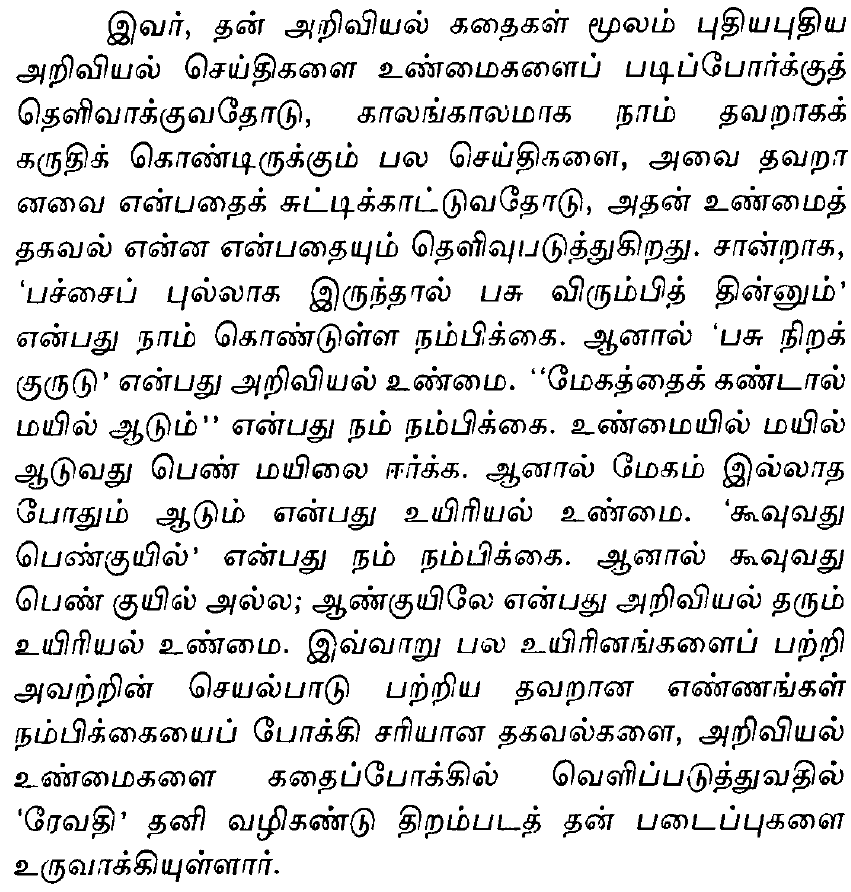 இவர், தன் அறிவியல் கதைகள் மூலம் புதியபுதிய
அறிவியல் செய்திகளை உண்மைகளைப் படிப்போர்க்குத்
தெளிவாக்குவதோடு, காலங்காலமாக நாம் தவறாகக்
கருதிக் கொண்டிருக்கும் பல செய்திகளை, அவை தவறா
னவை என்பதைக் சுட்டிக்காட்டுவதோடு, அதன் உண்மைத்
தகவல் என்ன என்பதையும் தெளிவுபடுத்துகிறது. சான்றாக,
‘பச்சைப் புல்லாக இருந்தால் பசு விரும்பித் தின்னும்’
என்பது நாம் கொண்டுள்ள நம்பிக்கை. ஆனால் ‘பசு நிறக்
குருடு’ என்பது அறிவியல் உண்மை. ‘‘மேகத்தைக் கண்டால்
மயில் ஆடும்’’ என்பது நம் நம்பிக்கை. உண்மையில் மயில்
ஆடுவது பெண் மயிலை ஈர்க்க. ஆனால் மேகம் இல்லாத
போதும் ஆடும் என்பது உயிரியல் உண்மை. ‘கூவுவது
பெண்குயில்’ என்பது நம் நம்பிக்கை. ஆனால் கூவுவது
பெண் குயில் அல்ல; ஆண்குயிலே என்பது அறிவியல் தரும்
உயிரியல் உண்மை. இவ்வாறு பல உயிரினங்களைப் பற்றி
அவற்றின் செயல்பாடு பற்றிய தவறான எண்ணங்கள்
நம்பிக்கையைப் போக்கி சரியான தகவல்களை, அறிவியல்
உண்மைகளை கதைப்போக்கில் வெளிப்படுத்துவதில்
‘ரேவதி’ தனி வழிகண்டு திறம்படத் தன் படைப்புகளை
உருவாக்கியுள்ளார்.